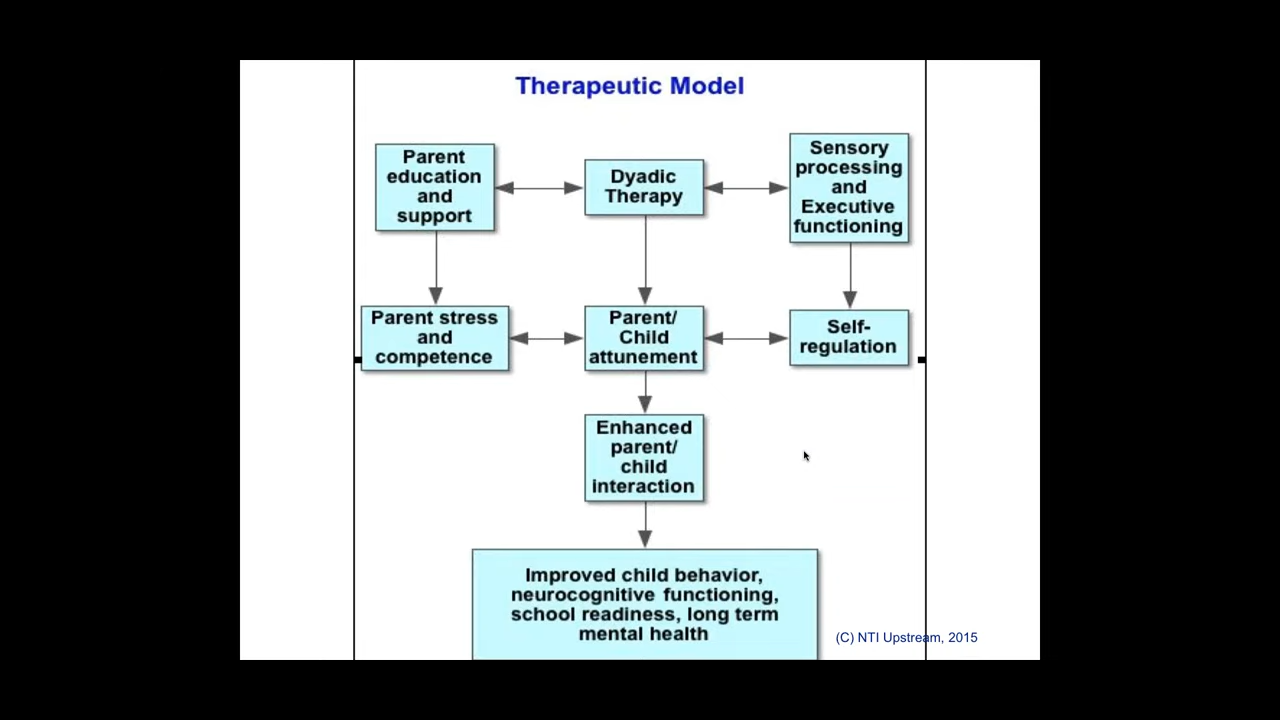 Therapeutic Model
Parent
education
and
support
Dyadic
Therapy
Sensory
processing
and
Executive
functioning
Parent stress
and
competence
Parent/
Child
attunement
Self-
regulation
Enhanced
parent/
child
interaction
Improved child behavior,
neurocognitive functioning,
school readiness, long term
mental health
(C) NTI Upstream, 2015